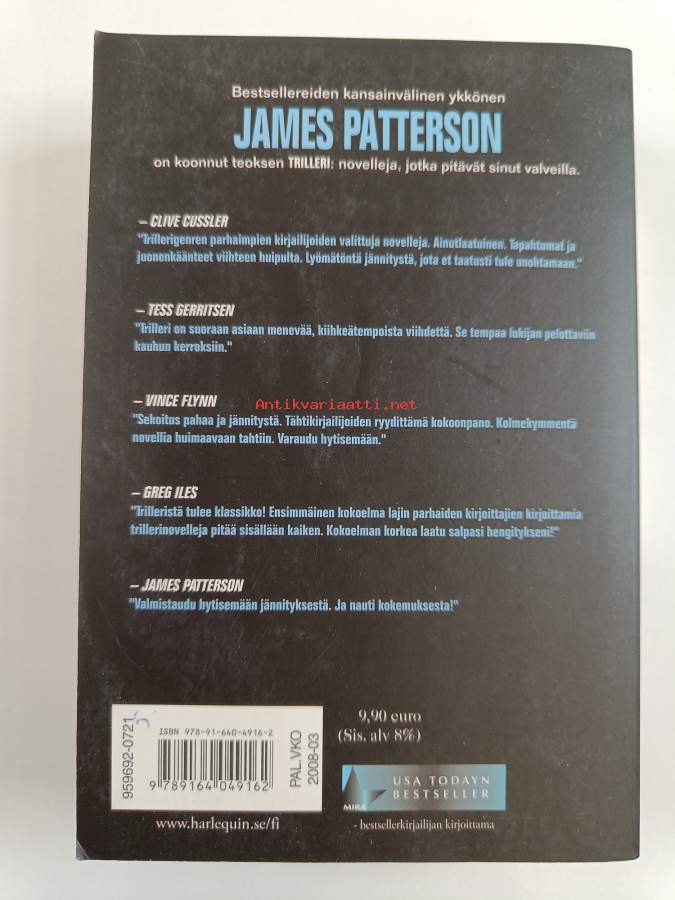 Bestsellereiden kansainvälinen ykkönen
JAMES PATTERSON
on koonnut teoksen TRILLERI: novelleja, jotka pitävät sinut valveilla.
– CLIVE CUSSLER
"Trillerigenren parhaimpien kirjailijoiden valittuja novelleja. Ainutlaatuinen. Tapahtumat ja
juonenkäänteet viihteen huipulta. Lyömätöntä jännitystä, jota et taatusti tule unohtamaan."
– TESS GERRITSEN
"Trilleri on suoraan asiaan menevää, kiihkeätempoista viihdettä. Se tempaa lukijan pelottaviin
kauhun kerroksiin."
– VINCE FLYNN
Antikvariaatti.net
"Sekoitus pahaa ja jännitystä. Tähtikirjailijoiden ryydittämä kokoonpano. Kolmekymmentä
novellia huimaavaan tahtiin. Varaudu hytisemään."
– GREG ILES
"Trilleristä tulee klassikko! Ensimmäinen kokoelma lajin parhaiden kirjoittajien kirjoittamia
trillerinovelleja pitää sisällään kaiken. Kokoelman korkea laatu salpasi hengitykseni!"
– JAMES PATTERSON
"Valmistaudu hytisemään jännityksestä. Ja nauti kokemuksesta!"
959692-0721
ISBN 978-91-640-4916-2
9 789164 049162
PAL.VKO
2008-03
www.harlequin.se/fi
9,90 euro
(Sis. alv 8%)
MIRA
USA TODAYN
BESTSELLER
- bestsellerkirjailijan kirjoittama